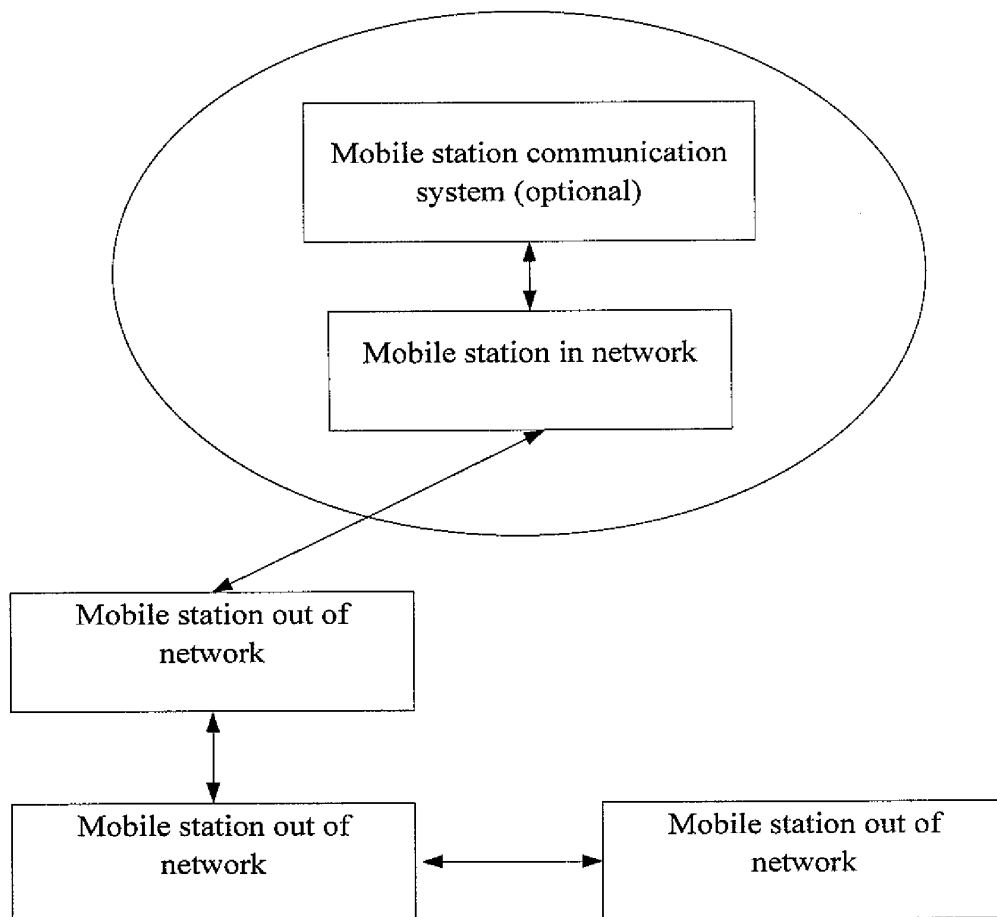 Mobile station communication
system (optional)
Mobile station in network
Mobile station out of
network
Mobile station out of
network
Mobile station out of
network